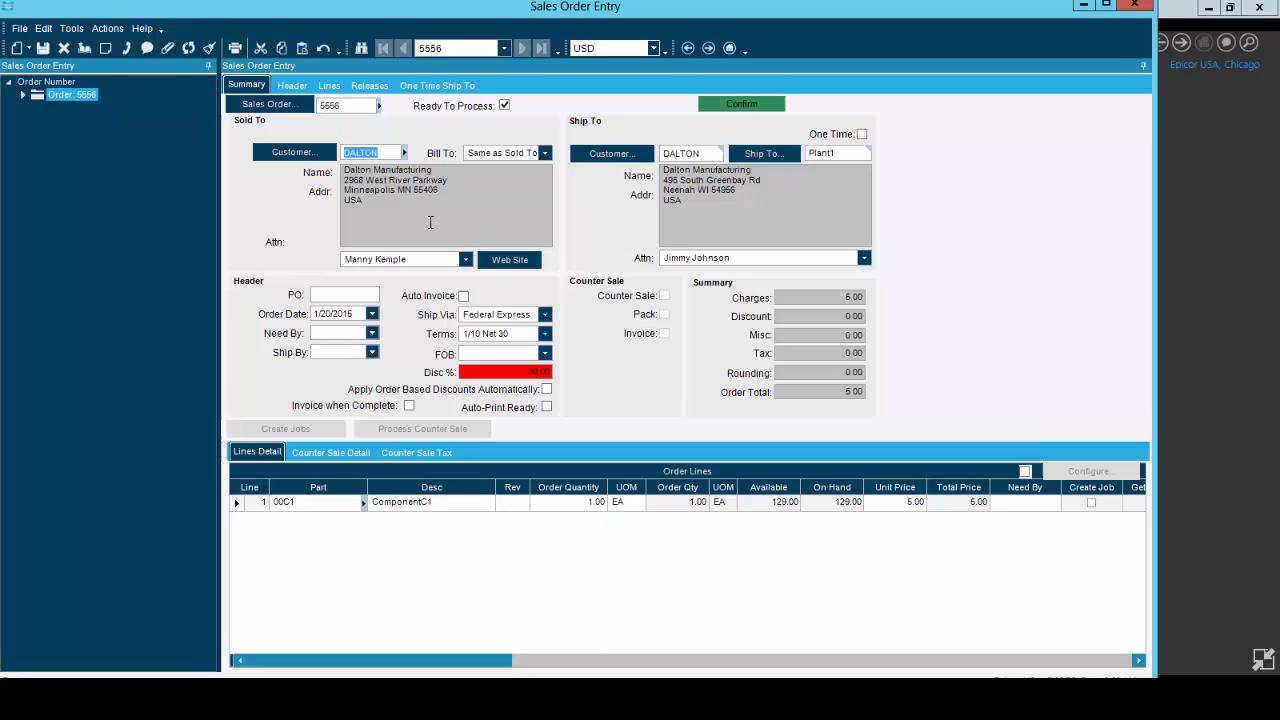 Sales Order Entry
File Edit Tools Actions Help
5556 USD
Epicor USA, Chicago
Sales Order Entry
Sales Order Entry
Order Number
Order: 5556
Summary Header Lines Releases One Time Ship To
Sales Order... 5556 Ready To Process: Confirm
Sold To
Ship To
One Time:
Customer... DALTON Bill To: Same as Sold To
Customer... DALTON Ship To... Plant1
Name: Dalton Manufacturing
Addr: 2968 West River Parkway
Minneapolis MN 55406
USA
Attn: Manny Kemple Web Site
Name: Dalton Manufacturing
Addr: 495 South Greenbay Rd
Neenah WI 54956
USA
Attn: Jimmy Johnson
Header
PO: Auto Invoice:
Order Date: 1/20/2015 Ship Via: Federal Express
Need By: Terms: 1/10 Net 30
Ship By: FOB:
Disc %: 30.00
Apply Order Based Discounts Automatically:
Invoice when Complete: Auto-Print Ready:
Counter Sale
Counter Sale:
Pack:
Invoice:
Summary
Charges: 5.00
Discount: 0.00
Misc: 0.00
Tax: 0.00
Rounding: 0.00
Order Total: 5.00
Create Jobs Process Counter Sale
Lines Detail Counter Sale Detail Counter Sale Tax
Order Lines Configure...
Line Part Desc Rev Order Quantity UOM Order Qty UOM Available On Hand Unit Price Total Price Need By Create Job Get
1 00C1 ComponentC1 1.00 EA 1.00 EA 129.00 129.00 5.00 5.00